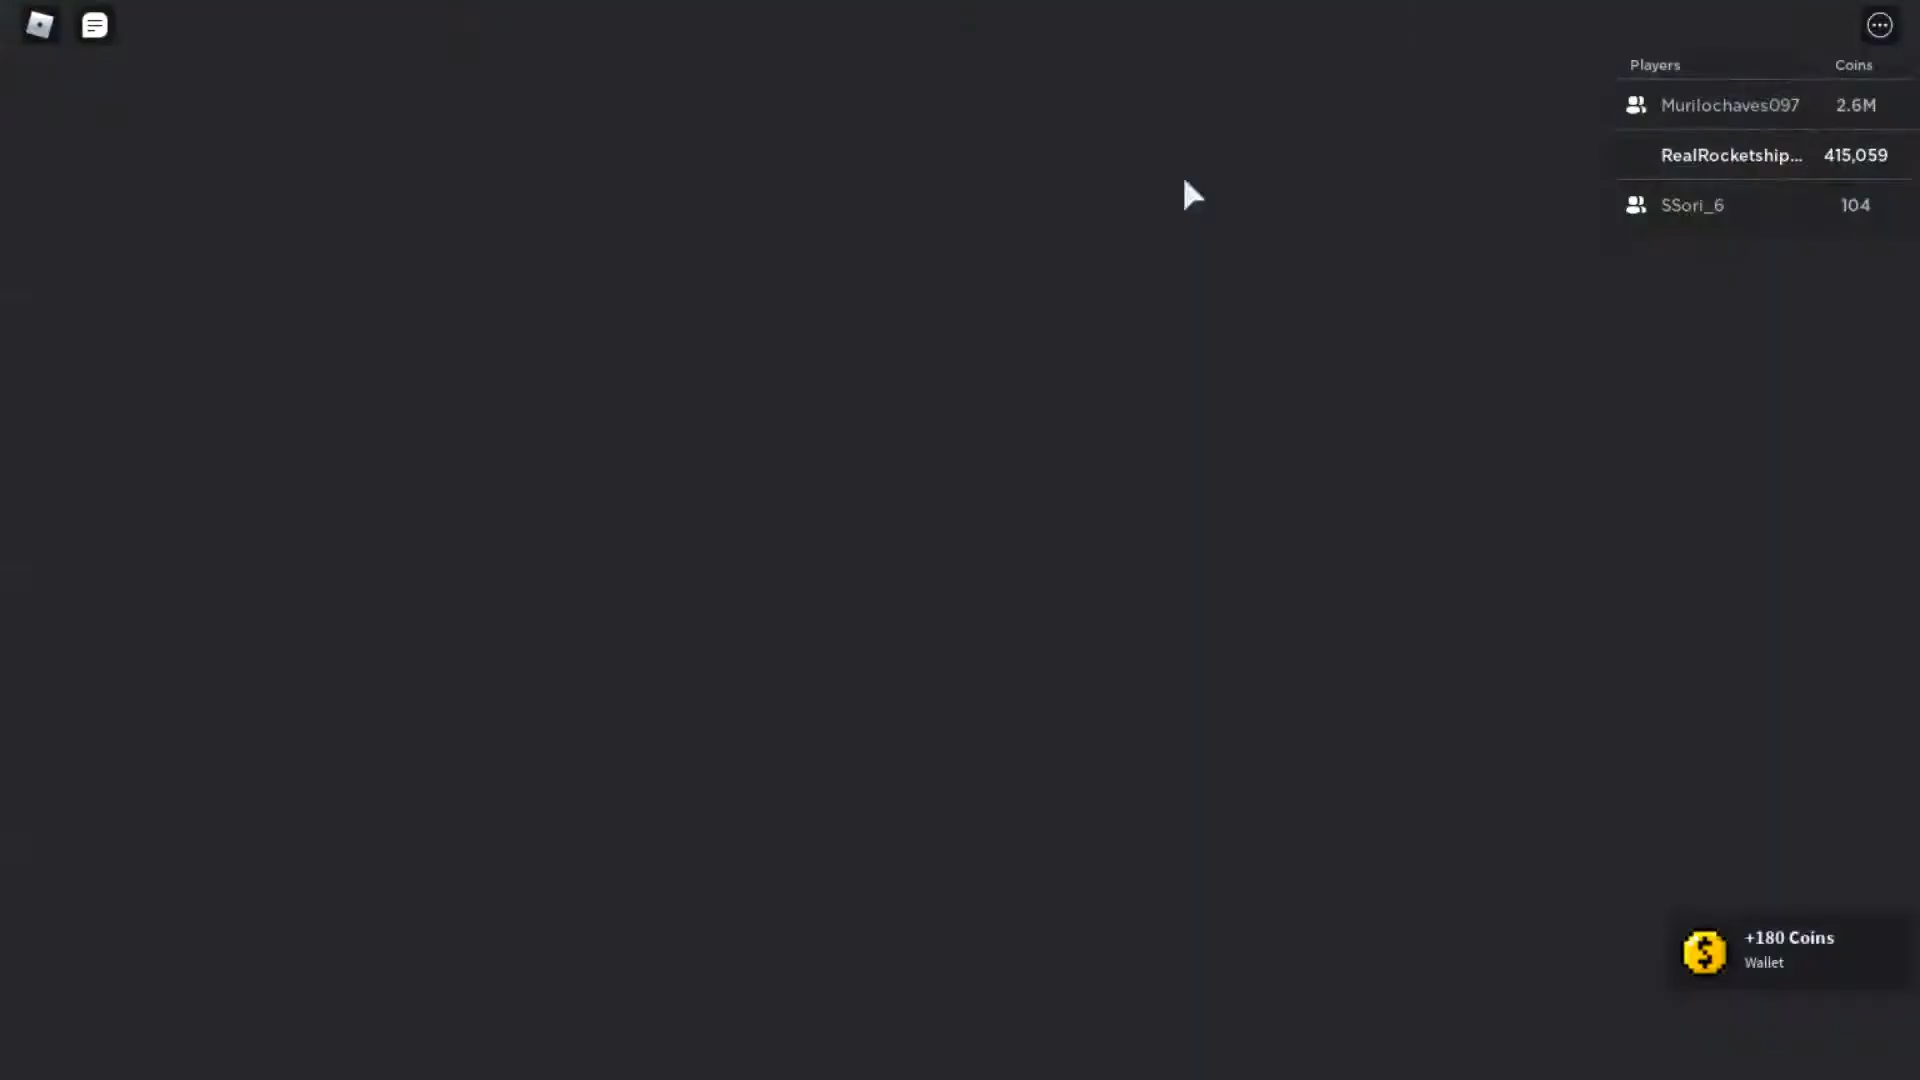 Players Coins
Murilochaves097 2.6M
RealRocketship... 415,059
SSori_6 104
+180 Coins
Wallet